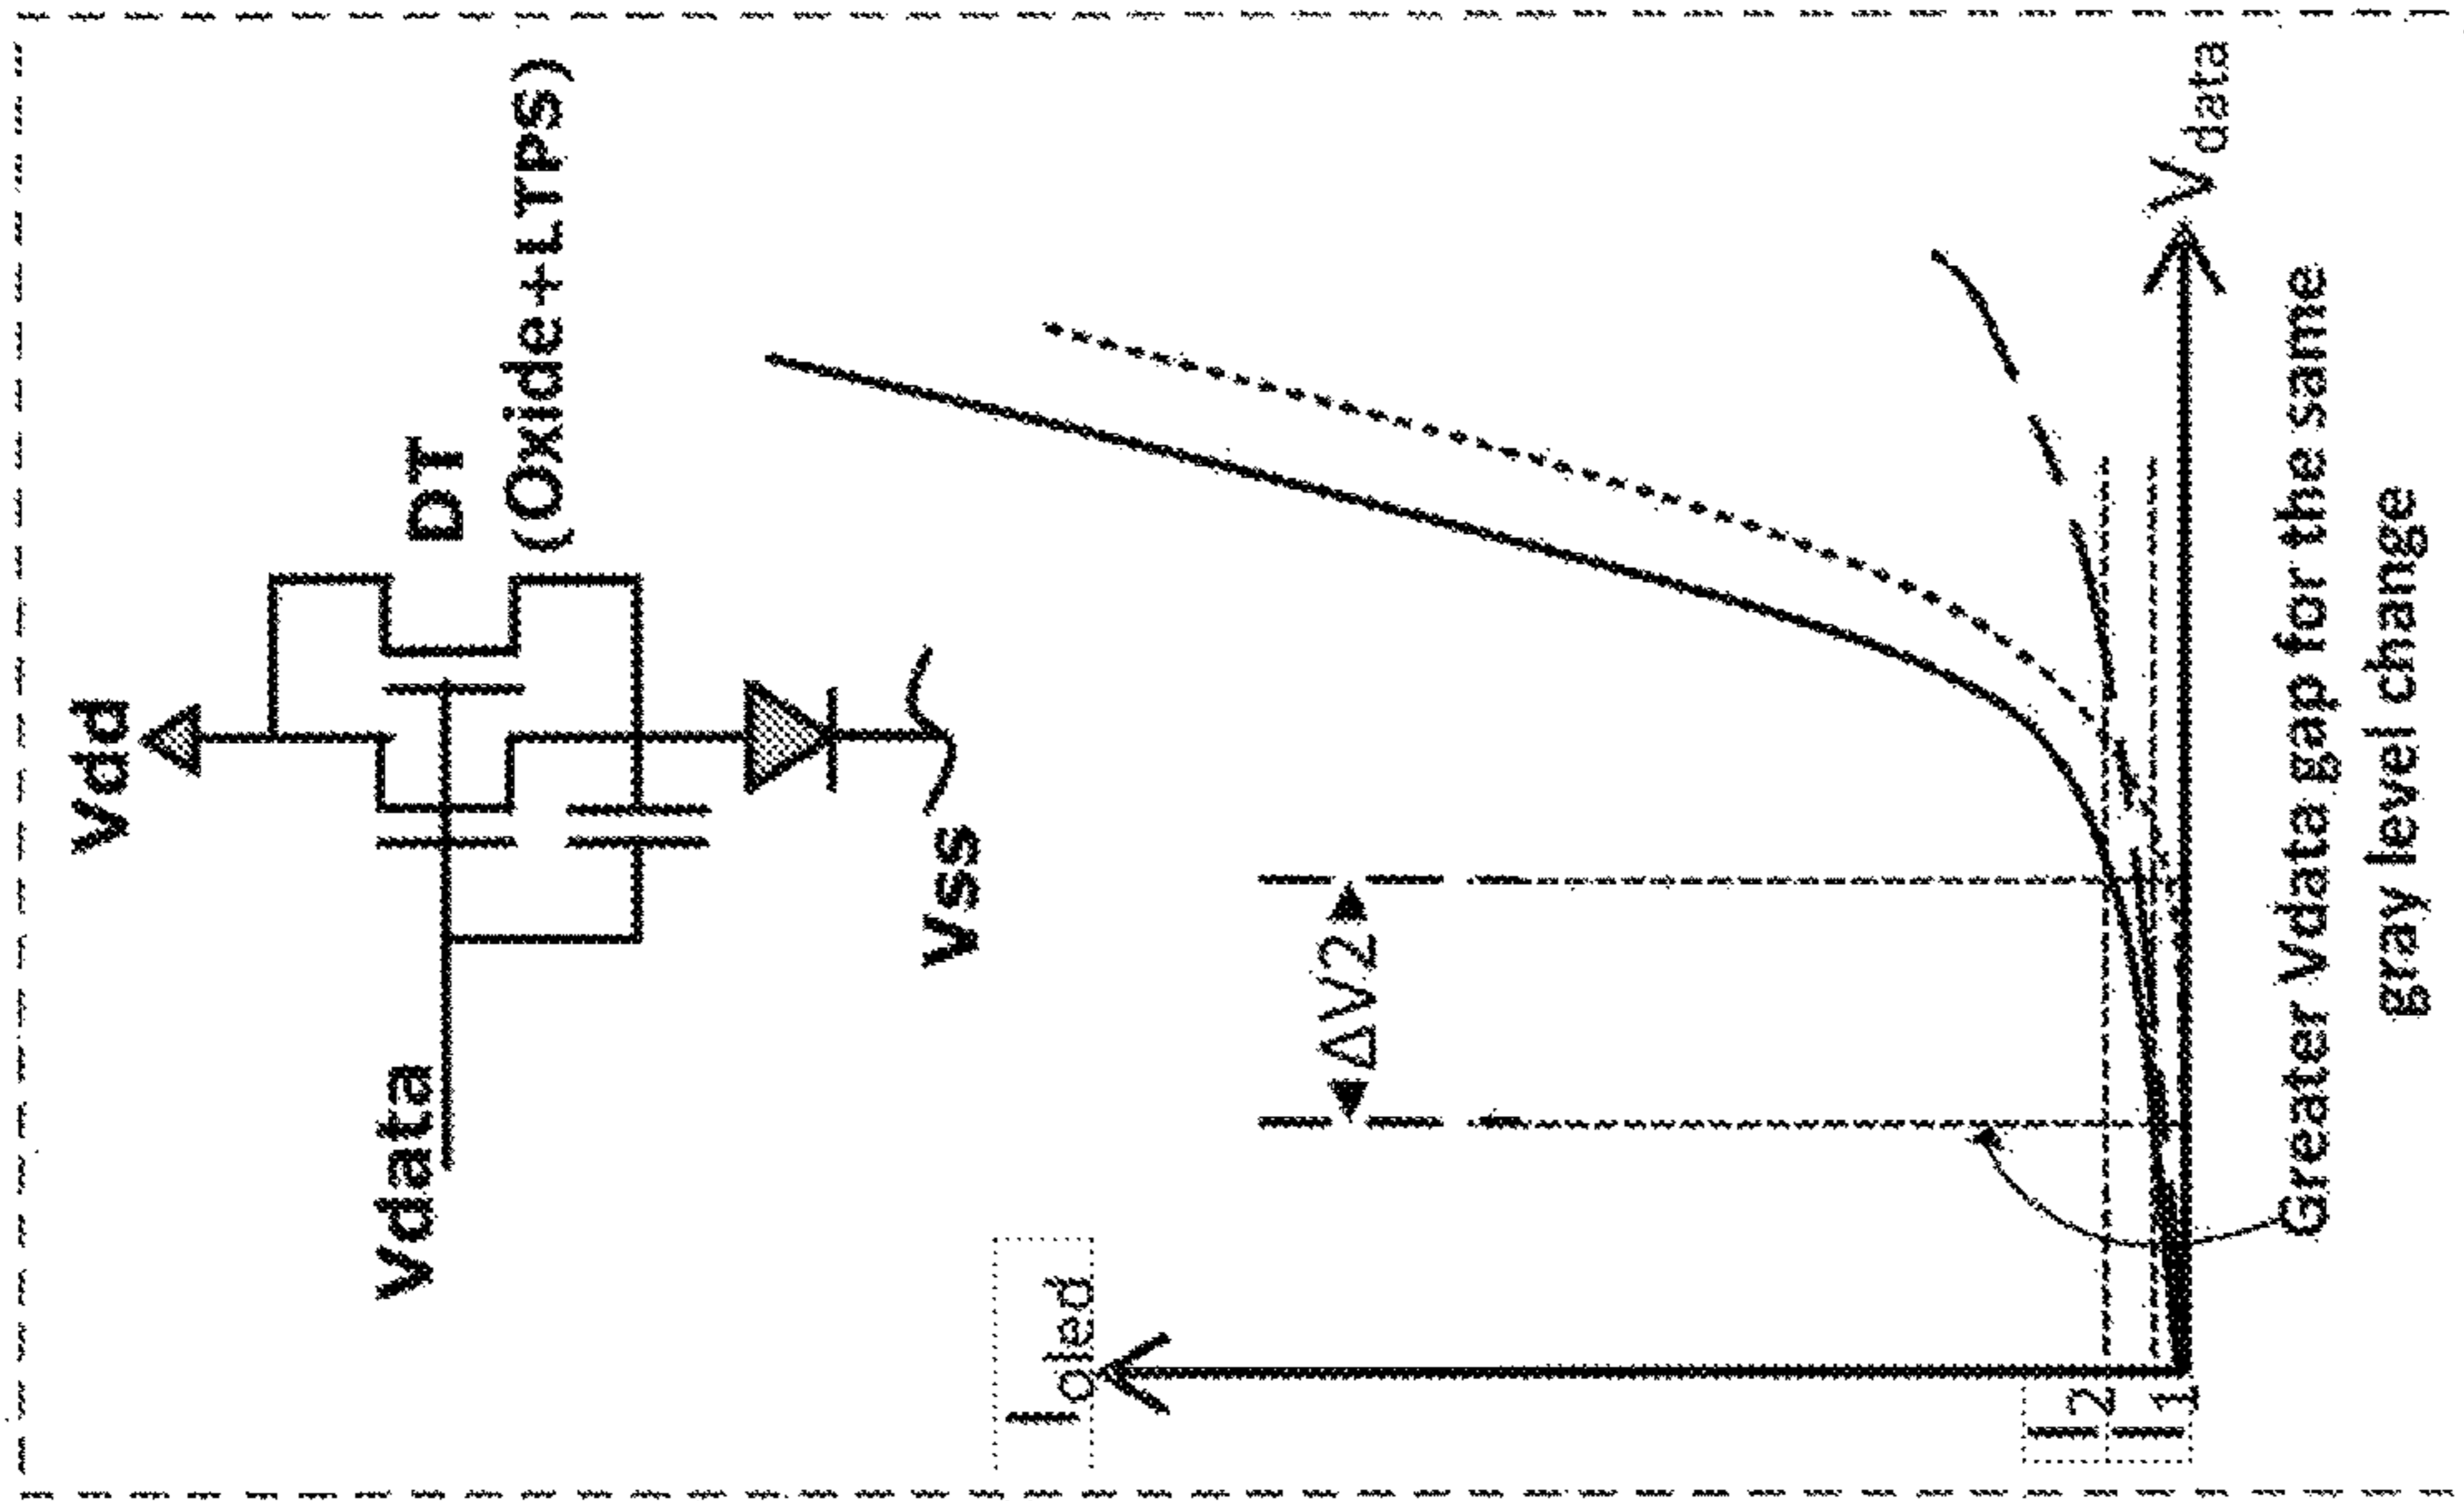 Vdd
Vdata
DT
(Oxide+LTPS)
Vss
Ioled
ΔV2
I2
I1
Vdata
Greater Vdata gap for the same
gray level change